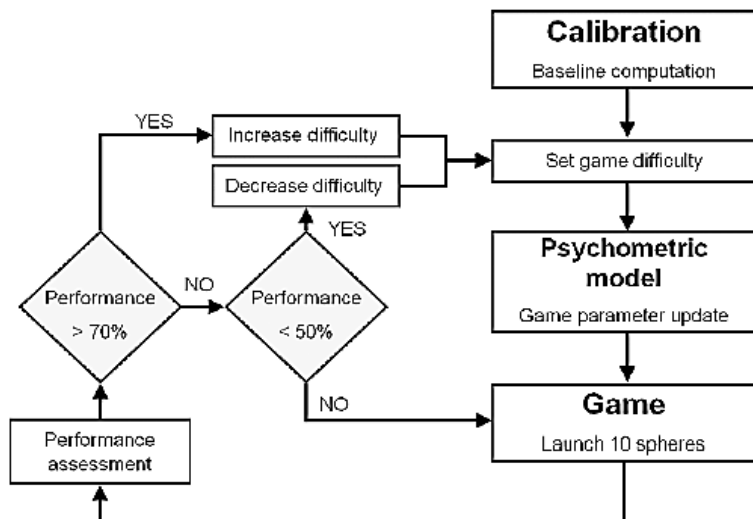 Calibration
Baseline computation
YES
Increase difficulty
Set game difficulty
Decrease difficulty
YES
Psychometric
model
Game parameter update
Performance
> 70%
NO
Performance
< 50%
NO
Game
Launch 10 spheres
Performance
assessment